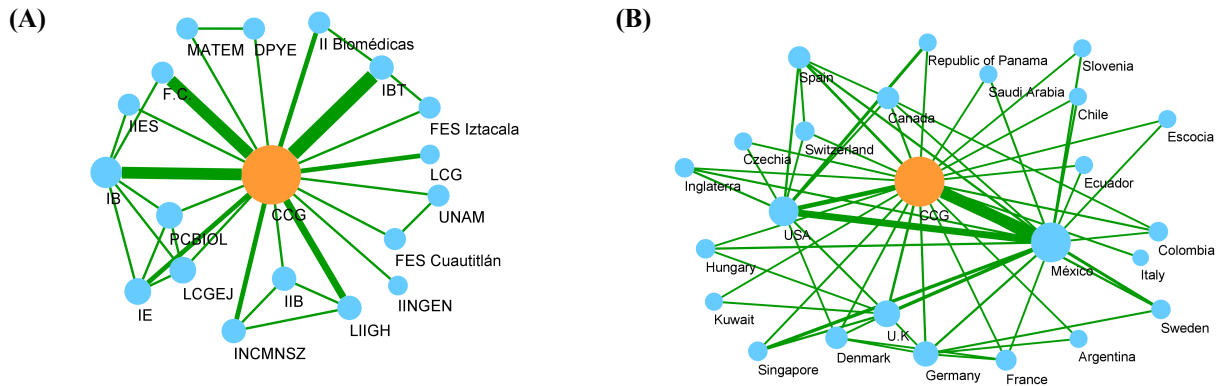 (A)
MATEM
DPYE
II Biomédicas
F.C.
IBT
IIES
FES Iztacala
LCG
IB
CCG
UNAM
PCBIOL
FES Cuautitlán
LCGEJ
IE
IIB
IINGEN
LIIGH
INCMNSZ
(B)
Republic of Panama
Slovenia
Spain
Saudi Arabia
Canada
Chile
Escocia
Czechia
Switzerland
Inglaterra
Ecuador
CCG
USA
Colombia
Hungary
México
Italy
Kuwait
U.K
Sweden
Singapore
Denmark
Germany
France
Argentina